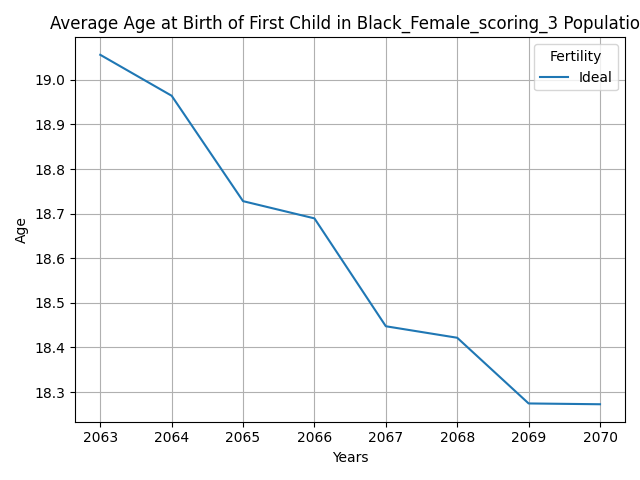 Average Age at Birth of First Child in Black_Female_scoring_3 Populatio
Fertility
Ideal
19.0
18.9
18.8
18.7
18.6
18.5
18.4
18.3
Age
2063 2064 2065 2066 2067 2068 2069 2070
Years